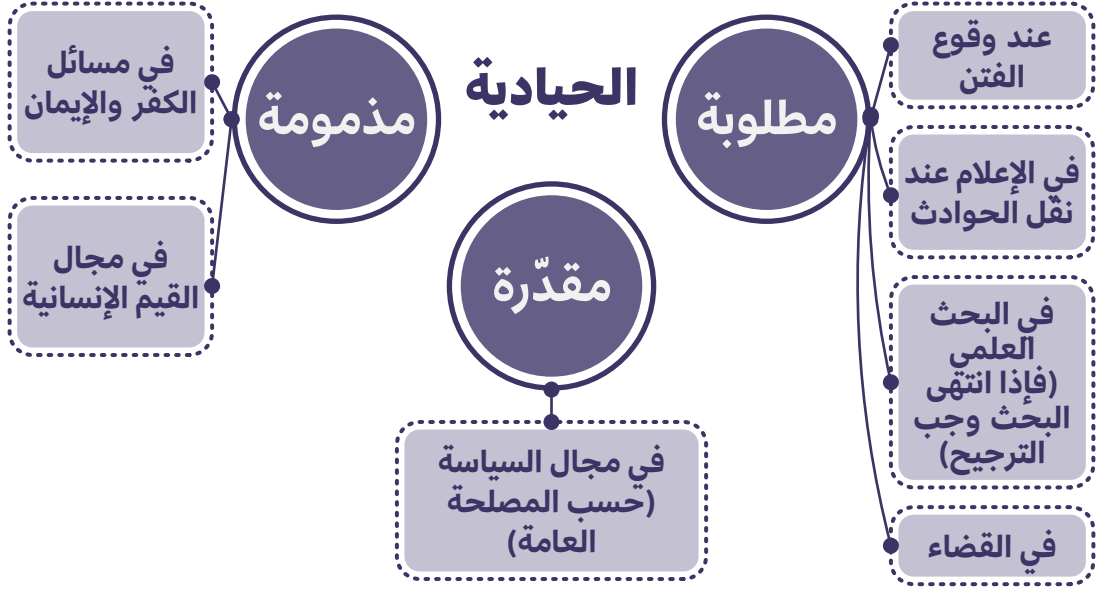 الحيادية
مطلوبة
عند وقوع
الفتن
في الإعلام عند
نقل الحوادث
في البحث
العلمي
(فإذا انتهى
البحث وجب
الترجيح)
في القضاء
مقدّرة
في مجال السياسة
(حسب المصلحة
العامة)
مذمومة
في مسائل
الكفر والإيمان
في مجال
القيم الإنسانية